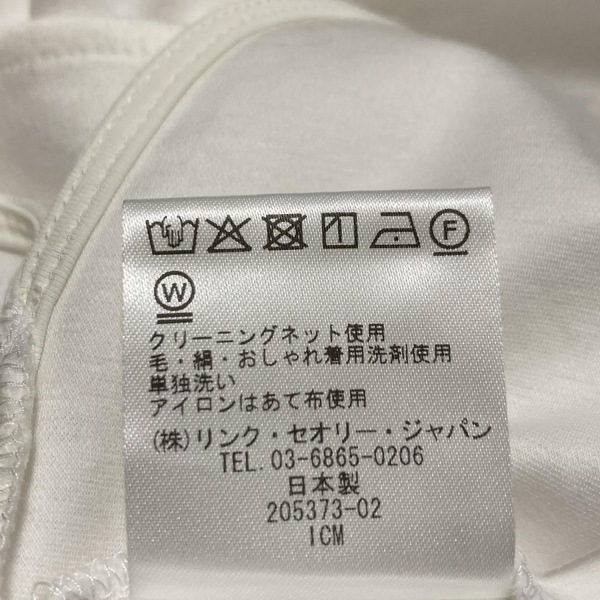 F
W
クリーニングネット使用
毛・絹・おしゃれ着用洗剤使用
単独洗い
アイロンはあて布使用
(株)リンク・セオリー・ジャパン
TEL.03-6865-0206
日本製
205373-02
ICM